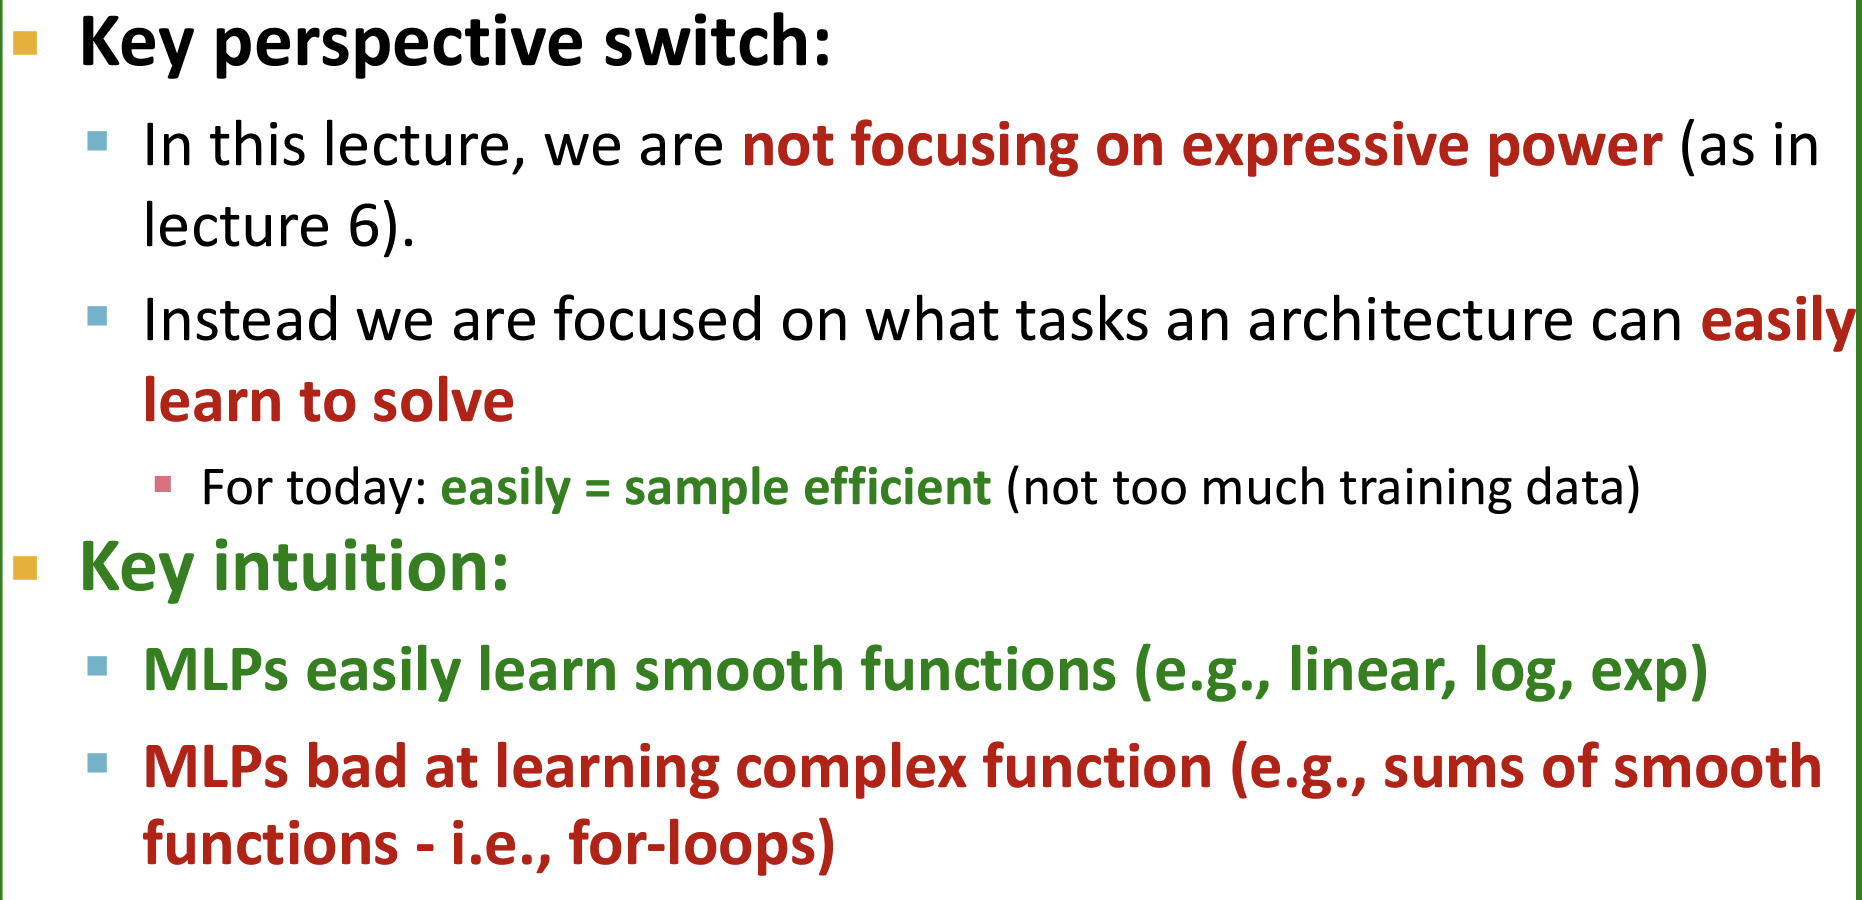 Key perspective switch:
In this lecture, we are not focusing on expressive power (as in
lecture 6).
Instead we are focused on what tasks an architecture can easily
learn to solve
For today: easily = sample efficient (not too much training data)
Key intuition:
MLPs easily learn smooth functions (e.g., linear, log, exp)
MLPs bad at learning complex function (e.g., sums of smooth
functions - i.e., for-loops)